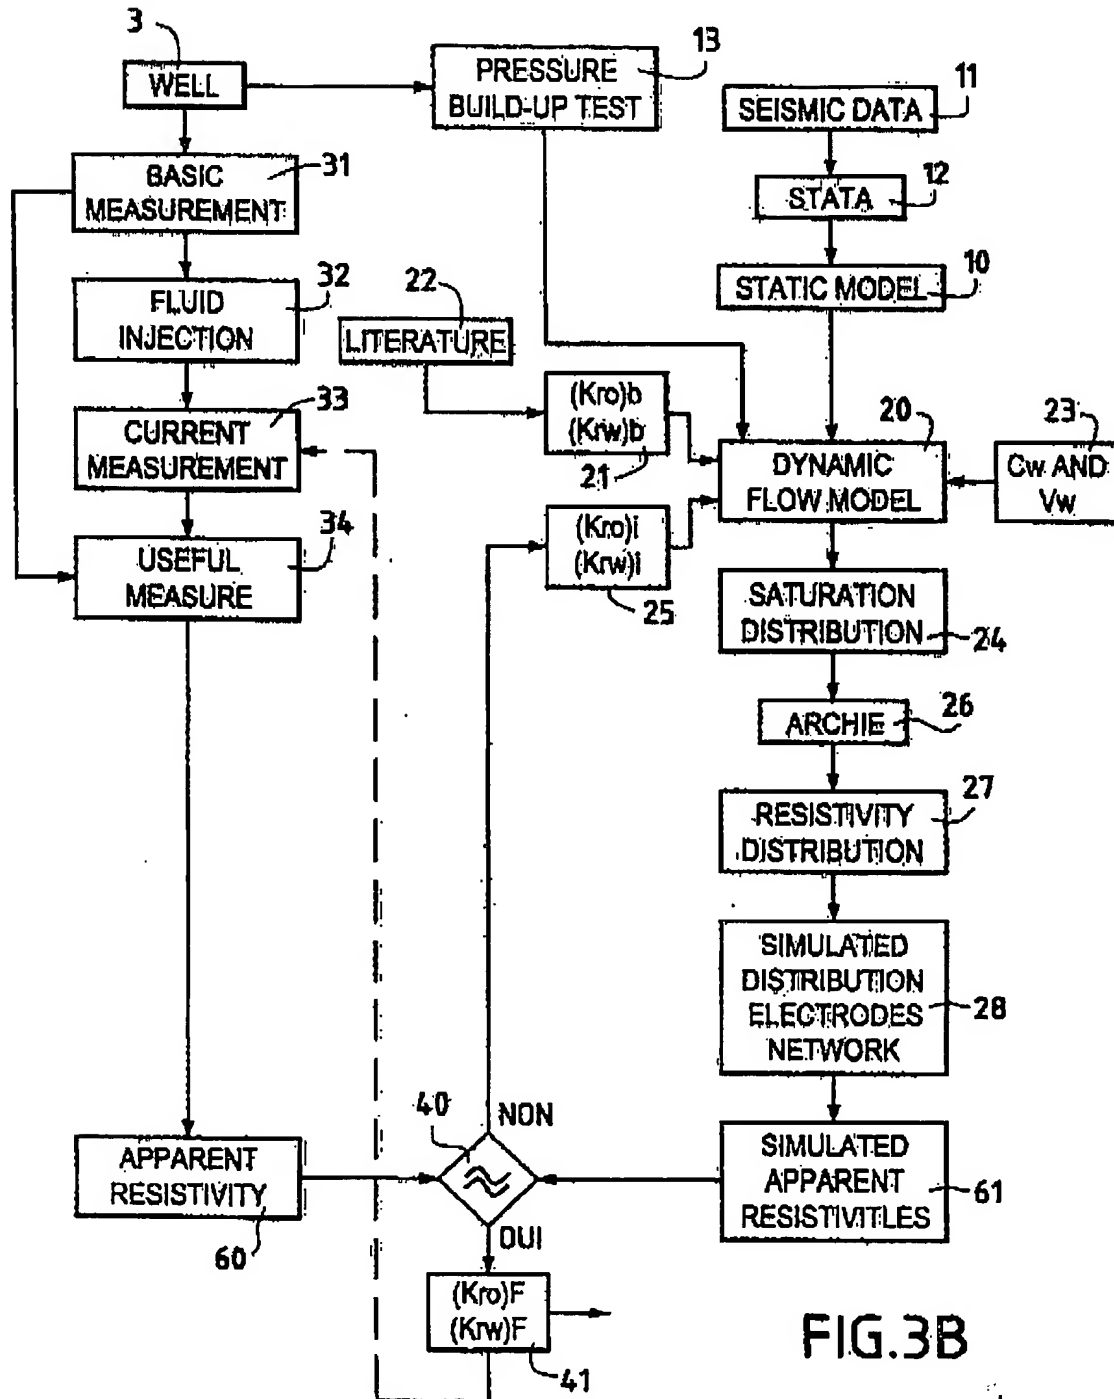 3
WELL
PRESSURE
BUILD-UP TEST
13
SEISMIC DATA
11
BASIC
MEASUREMENT
31
STATA
12
FLUID
INJECTION
32
22
LITERATURE
STATIC MODEL
10
CURRENT
MEASUREMENT
33
(Kro)b
(Krw)b
21
DYNAMIC
FLOW MODEL
20
23
Cw AND
Vw
USEFUL
MEASURE
34
(Kro)i
(Krw)i
25
SATURATION
DISTRIBUTION
24
ARCHIE
26
RESISTIVITY
DISTRIBUTION
27
SIMULATED
DISTRIBUTION
ELECTRODES
NETWORK
28
40
NON
APPARENT
RESISTIVITY
60
≈
SIMULATED
APPARENT
RESISTIVITLES
61
OUI
(Kro)F
(Krw)F
41
FIG.3B